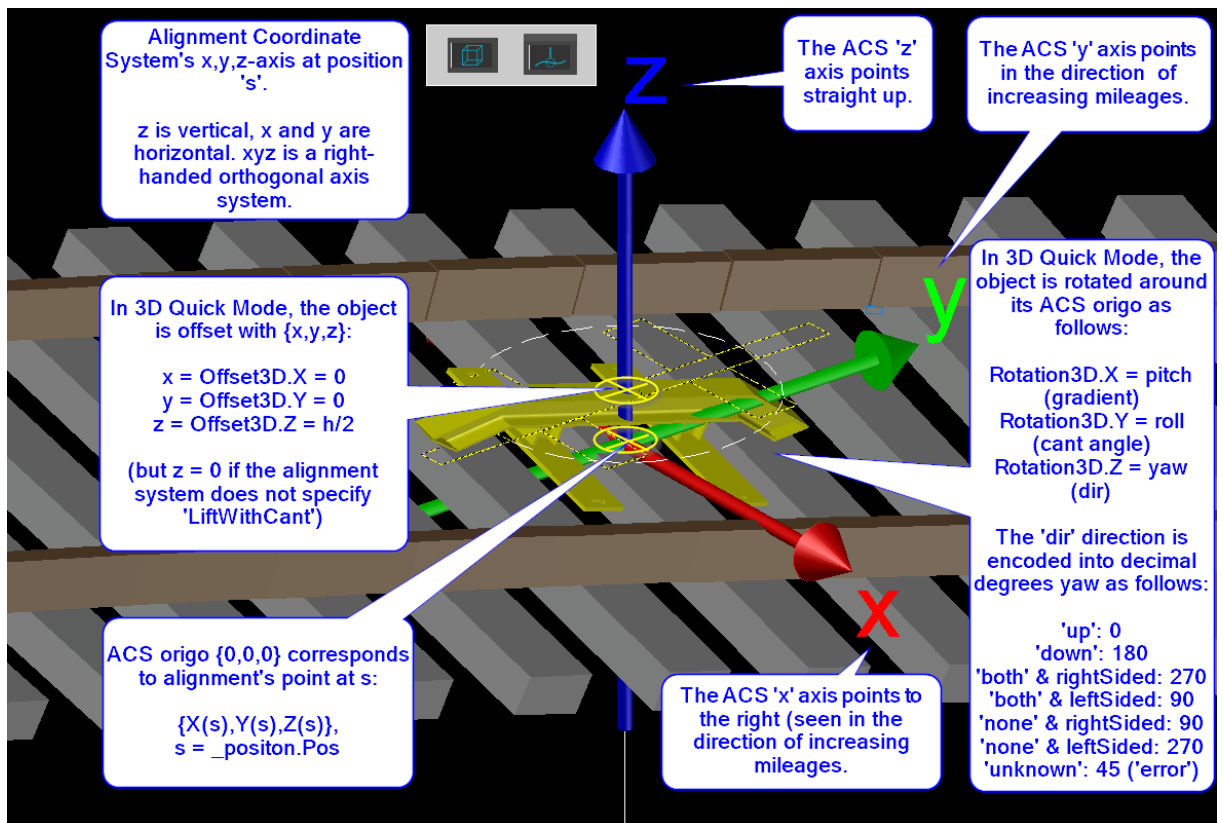 Alignment Coordinate
System's x,y,z-axis at position
's'.
z is vertical, x and y are
horizontal. xyz is a right-
handed orthogonal axis
system.
The ACS 'z'
axis points
straight up.
The ACS 'y' axis points
in the direction of
increasing mileages.
z
y
x
In 3D Quick Mode, the object
is offset with {x,y,z}:
x = Offset3D.X = 0
y = Offset3D.Y = 0
z = Offset3D.Z = h/2
(but z = 0 if the alignment
system does not specify
'LiftWithCant')
In 3D Quick Mode, the
object is rotated around
its ACS origo as
follows:
Rotation3D.X = pitch
(gradient)
Rotation3D.Y = roll
(cant angle)
Rotation3D.Z = yaw
(dir)
The 'dir' direction is
encoded into decimal
degrees yaw as follows:
'up': 0
'down': 180
'both' & rightSided: 270
'both' & leftSided: 90
'none' & rightSided: 90
'none' & leftSided: 270
'unknown': 45 ('error')
ACS origo {0,0,0} corresponds
to alignment's point at s:
{X(s),Y(s),Z(s)},
s = _positon.Pos
The ACS 'x' axis points to
the right (seen in the
direction of increasing
mileages.